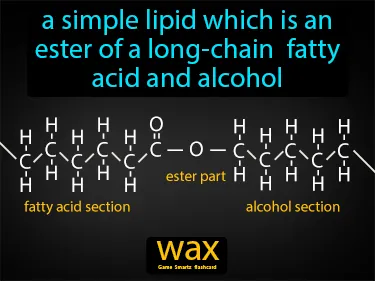 a simple lipid which is an
ester of a long-chain fatty
acid and alcohol
H H H H H O H H H H H
C C C C C C O C C C C C
H H H H H H H H H H
ester part
fatty acid section
alcohol section
wax
Game Smartz flashcard